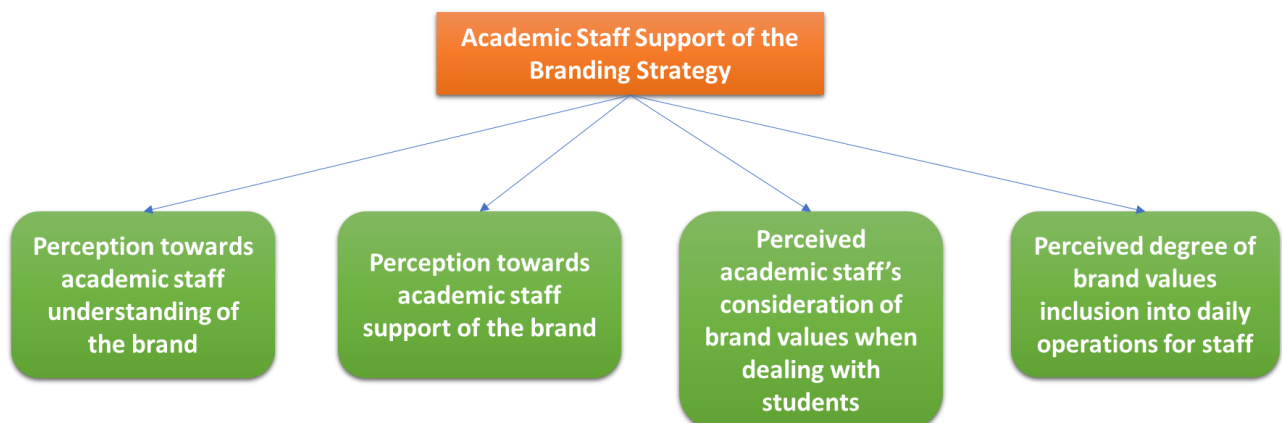 Academic Staff Support of the
Branding Strategy
Perception towards
academic staff
understanding of
the brand
Perception towards
academic staff
support of the brand
Perceived
academic staff’s
consideration of
brand values when
dealing with
students
Perceived degree of
brand values
inclusion into daily
operations for staff